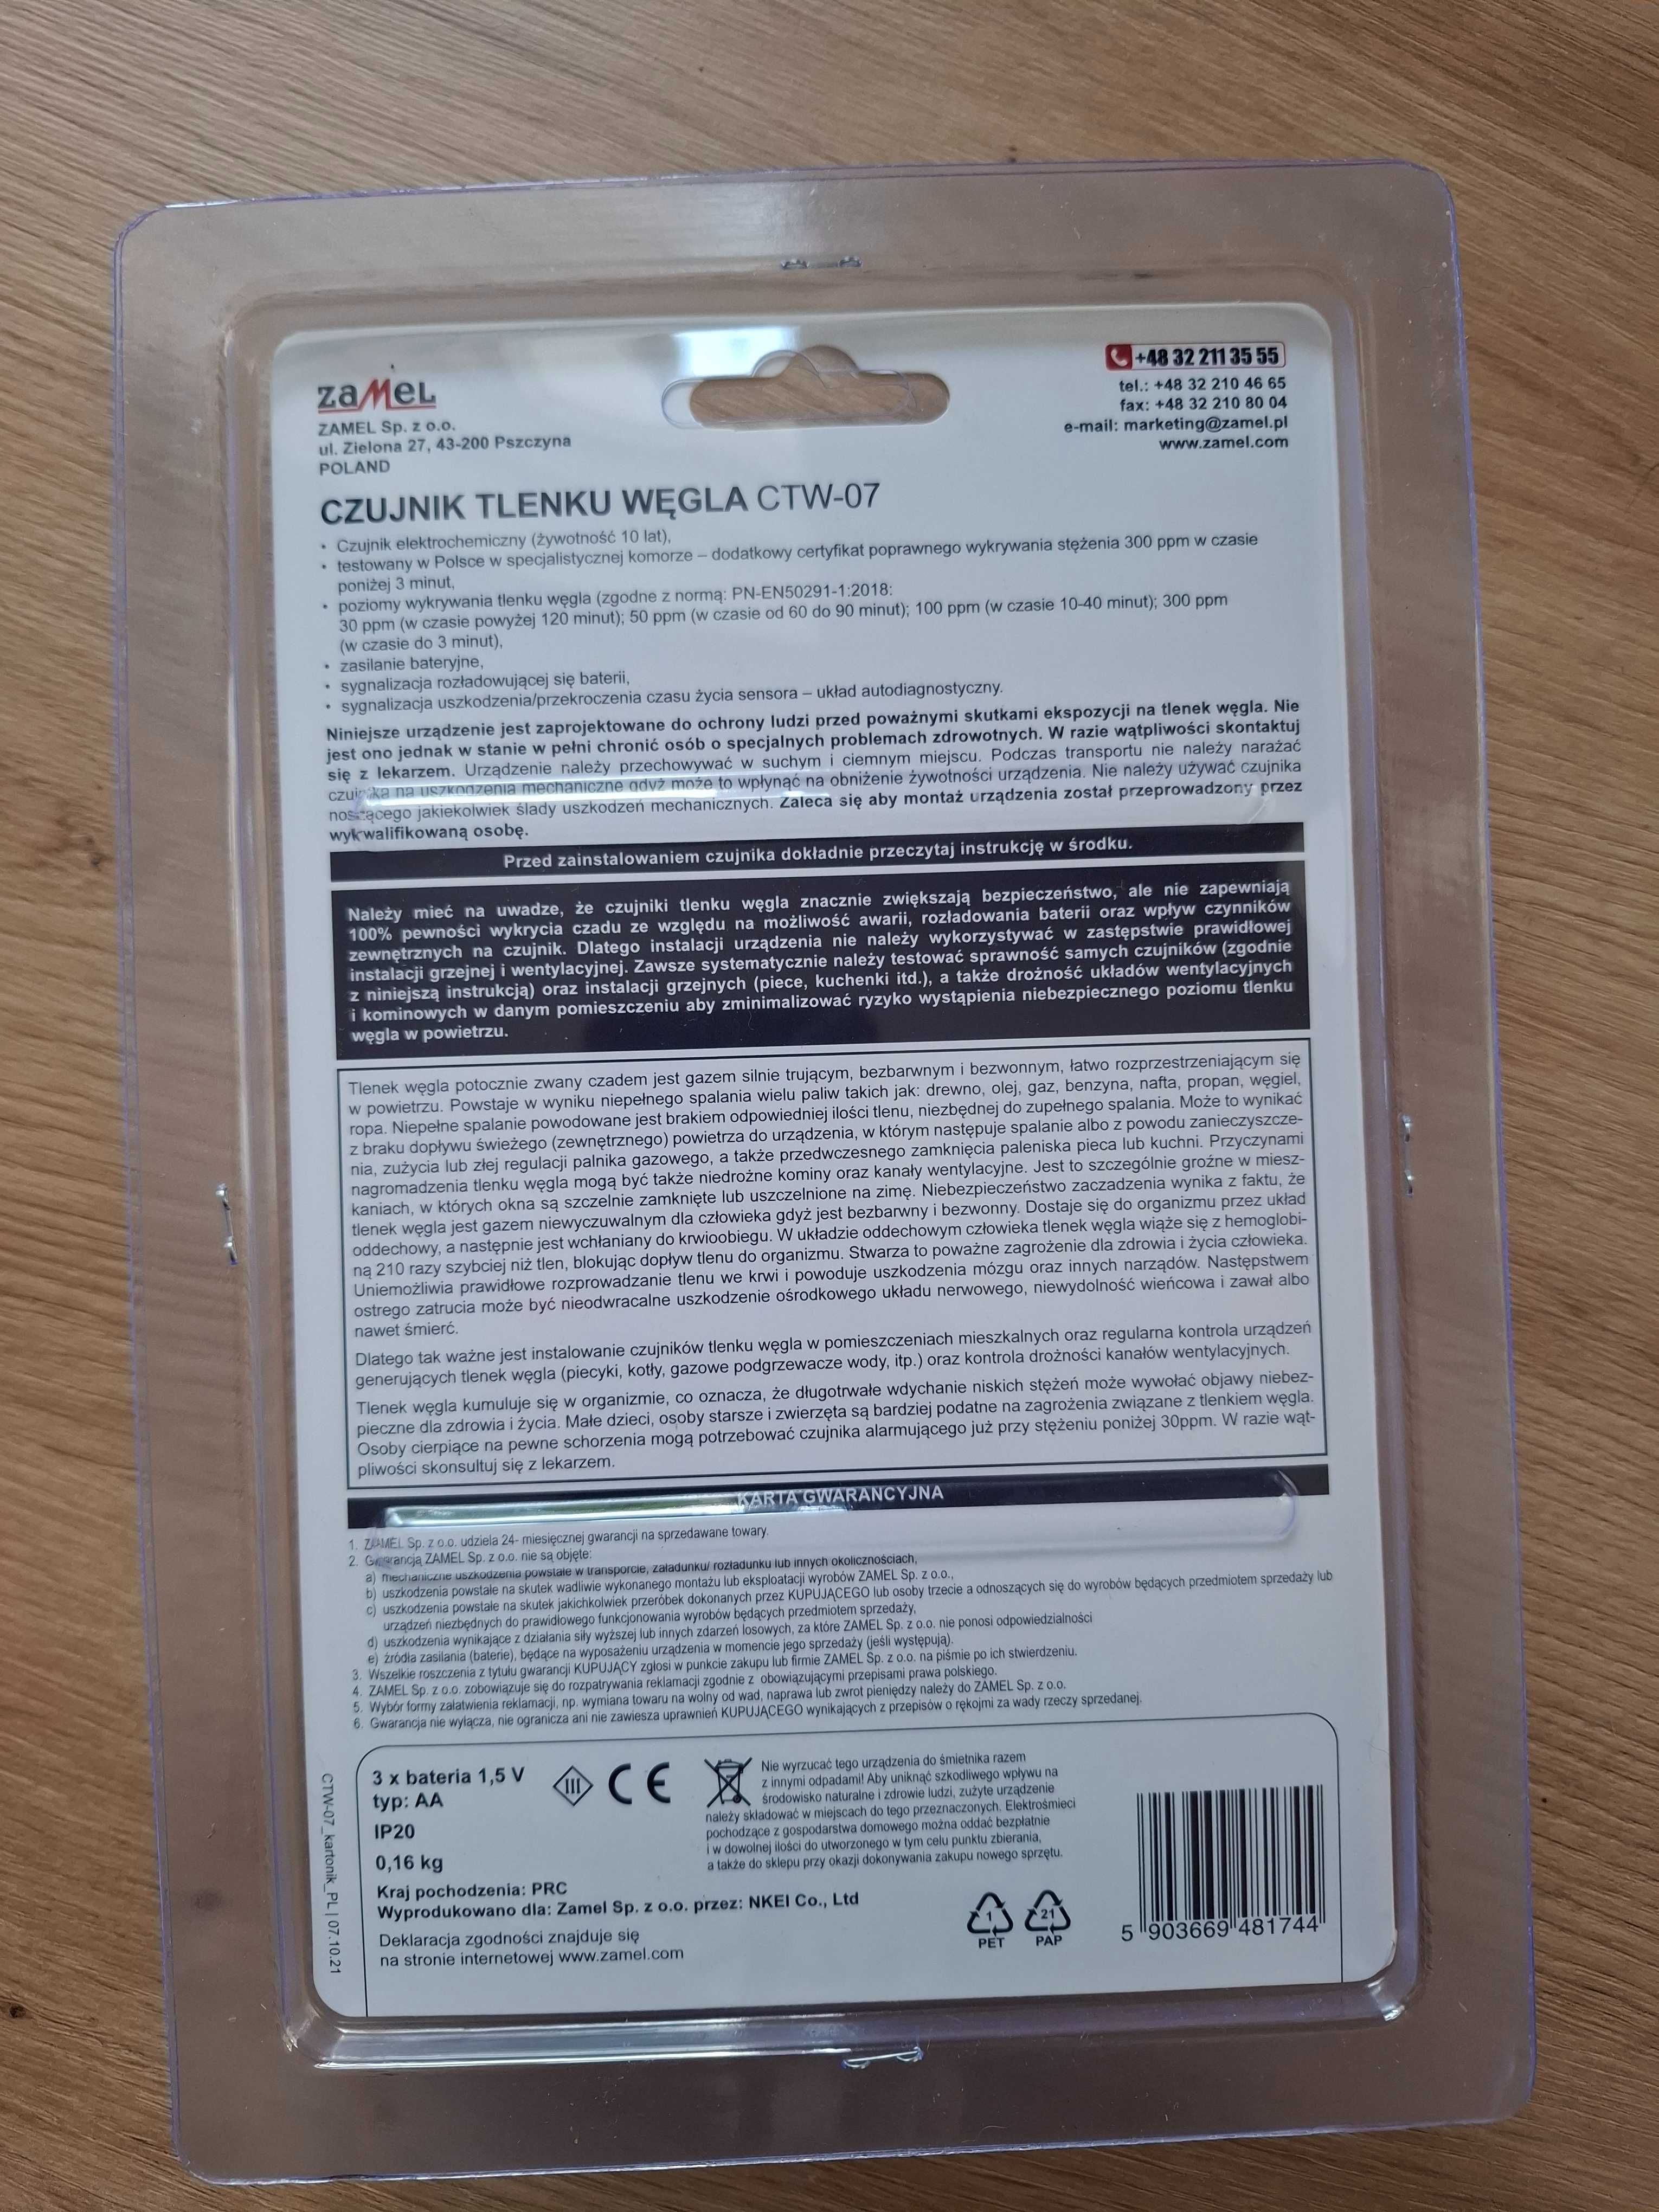 zaMeL
ZAMEL Sp. z o.o.
ul. Zielona 27, 43-200 Pszczyna
POLAND
+48 32 211 35 55
tel.: +48 32 210 46 65
fax: +48 32 210 80 04
e-mail: marketing@zamel.pl
www.zamel.com
CZUJNIK TLENKU WĘGLA CTW-07
• Czujnik elektrochemiczny (żywotność 10 lat),
• testowany w Polsce w specjalistycznej komorze – dodatkowy certyfikat poprawnego wykrywania stężenia 300 ppm w czasie
poniżej 3 minut,
• poziomy wykrywania tlenku węgla (zgodne z normą: PN-EN50291-1:2018:
30 ppm (w czasie powyżej 120 minut); 50 ppm (w czasie od 60 do 90 minut); 100 ppm (w czasie 10-40 minut); 300 ppm
(w czasie do 3 minut),
• zasilanie bateryjne,
• sygnalizacja rozładowującej się baterii,
• sygnalizacja uszkodzenia/przekroczenia czasu życia sensora – układ autodiagnostyczny.
Niniejsze urządzenie jest zaprojektowane do ochrony ludzi przed poważnymi skutkami ekspozycji na tlenek węgla. Nie
jest ono jednak w stanie w pełni chronić osób o specjalnych problemach zdrowotnych. W razie wątpliwości skontaktuj
się z lekarzem. Urządzenie należy przechowywać w suchym i ciemnym miejscu. Podczas transportu nie należy narażać
czujnika na uszkodzenia mechaniczne gdyż może to wpłynąć na obniżenie żywotności urządzenia. Nie należy używać czujnika
noszącego jakiekolwiek ślady uszkodzeń mechanicznych. Zaleca się aby montaż urządzenia został przeprowadzony przez
wykwalifikowaną osobę.
Przed zainstalowaniem czujnika dokładnie przeczytaj instrukcję w środku.
Należy mieć na uwadze, że czujniki tlenku węgla znacznie zwiększają bezpieczeństwo, ale nie zapewniają
100% pewności wykrycia czadu ze względu na możliwość awarii, rozładowania baterii oraz wpływ czynników
zewnętrznych na czujnik. Dlatego instalacji urządzenia nie należy wykorzystywać w zastępstwie prawidłowej
instalacji grzejnej i wentylacyjnej. Zawsze systematycznie należy testować sprawność samych czujników (zgodnie
z niniejszą instrukcją) oraz instalacji grzejnych (piece, kuchenki itd.), a także drożność układów wentylacyjnych
i kominowych w danym pomieszczeniu aby zminimalizować ryzyko wystąpienia niebezpiecznego poziomu tlenku
węgla w powietrzu.
Tlenek węgla potocznie zwany czadem jest gazem silnie trującym, bezbarwnym i bezwonnym, łatwo rozprzestrzeniającym się
w powietrzu. Powstaje w wyniku niepełnego spalania wielu paliw takich jak: drewno, olej, gaz, benzyna, nafta, propan, węgiel,
ropa. Niepełne spalanie powodowane jest brakiem odpowiedniej ilości tlenu, niezbędnej do zupełnego spalania. Może to wynikać
z braku dopływu świeżego (zewnętrznego) powietrza do urządzenia, w którym następuje spalanie albo z powodu zanieczyszcze-
nia, zużycia lub złej regulacji palnika gazowego, a także przedwczesnego zamknięcia paleniska pieca lub kuchni. Przyczynami
nagromadzenia tlenku węgla mogą być także niedrożne kominy oraz kanały wentylacyjne. Jest to szczególnie groźne w miesz-
kaniach, w których okna są szczelnie zamknięte lub uszczelnione na zimę. Niebezpieczeństwo zaczadzenia wynika z faktu, że
tlenek węgla jest gazem niewyczuwalnym dla człowieka gdyż jest bezbarwny i bezwonny. Dostaje się do organizmu przez układ
oddechowy, a następnie jest wchłaniany do krwioobiegu. W układzie oddechowym człowieka tlenek węgla wiąże się z hemoglobi-
ną 210 razy szybciej niż tlen, blokując dopływ tlenu do organizmu. Stwarza to poważne zagrożenie dla zdrowia i życia człowieka.
Uniemożliwia prawidłowe rozprowadzanie tlenu we krwi i powoduje uszkodzenia mózgu oraz innych narządów. Następstwem
ostrego zatrucia może być nieodwracalne uszkodzenie ośrodkowego układu nerwowego, niewydolność wieńcowa i zawał albo
nawet śmierć.
Dlatego tak ważne jest instalowanie czujników tlenku węgla w pomieszczeniach mieszkalnych oraz regularna kontrola urządzeń
generujących tlenek węgla (piecyki, kotły, gazowe podgrzewacze wody, itp.) oraz kontrola drożności kanałów wentylacyjnych.
Tlenek węgla kumuluje się w organizmie, co oznacza, że długotrwałe wdychanie niskich stężeń może wywołać objawy niebez-
pieczne dla zdrowia i życia. Małe dzieci, osoby starsze i zwierzęta są bardziej podatne na zagrożenia związane z tlenkiem węgla.
Osoby cierpiące na pewne schorzenia mogą potrzebować czujnika alarmującego już przy stężeniu poniżej 30ppm. W razie wąt-
pliwości skonsultuj się z lekarzem.
KARTA GWARANCYJNA
1. ZAMEL Sp. z o.o. udziela 24- miesięcznej gwarancji na sprzedawane towary.
2. Gwarancją ZAMEL Sp. z o.o. nie są objęte:
a) mechaniczne uszkodzenia powstałe w transporcie, załadunku/ rozładunku lub innych okolicznościach,
b) uszkodzenia powstałe na skutek wadliwie wykonanego montażu lub eksploatacji wyrobów ZAMEL Sp. z o.o.,
c) uszkodzenia powstałe na skutek jakichkolwiek przeróbek dokonanych przez KUPUJĄCEGO lub osoby trzecie a odnoszących się do wyrobów będących przedmiotem sprzedaży lub
urządzeń niezbędnych do prawidłowego funkcjonowania wyrobów będących przedmiotem sprzedaży,
d) uszkodzenia wynikające z działania siły wyższej lub innych zdarzeń losowych, za które ZAMEL Sp. z o.o. nie ponosi odpowiedzialności
e) źródła zasilania (baterie), będące na wyposażeniu urządzenia w momencie jego sprzedaży (jeśli występują).
3. Wszelkie roszczenia z tytułu gwarancji KUPUJĄCY zgłosi w punkcie zakupu lub firmie ZAMEL Sp. z o.o. na piśmie po ich stwierdzeniu.
4. ZAMEL Sp. z o.o. zobowiązuje się do rozpatrywania reklamacji zgodnie z obowiązującymi przepisami prawa polskiego.
5. Wybór formy załatwienia reklamacji, np. wymiana towaru na wolny od wad, naprawa lub zwrot pieniędzy należy do ZAMEL Sp. z o.o.
6. Gwarancja nie wyłącza, nie ogranicza ani nie zawiesza uprawnień KUPUJĄCEGO wynikających z przepisów o rękojmi za wady rzeczy sprzedanej.
CTW-07_kartonik_PL | 07.10.21
3 x bateria 1,5 V
typ: AA
IP20
0,16 kg
III
CE
Nie wyrzucać tego urządzenia do śmietnika razem
z innymi odpadami! Aby uniknąć szkodliwego wpływu na
środowisko naturalne i zdrowie ludzi, zużyte urządzenie
należy składować w miejscach do tego przeznaczonych. Elektrośmieci
pochodzące z gospodarstwa domowego można oddać bezpłatnie
i w dowolnej ilości do utworzonego w tym celu punktu zbierania,
a także do sklepu przy okazji dokonywania zakupu nowego sprzętu.
Kraj pochodzenia: PRC
Wyprodukowano dla: Zamel Sp. z o.o. przez: NKEI Co., Ltd
Deklaracja zgodności znajduje się
na stronie internetowej www.zamel.com
1
PET
21
PAP
5 903669 481744